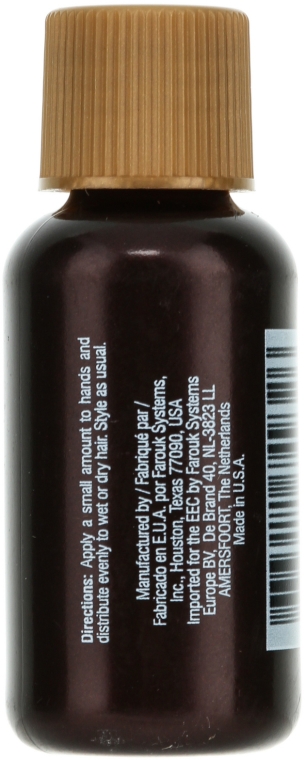 Directions: Apply a small amount to hands and
distribute evenly to wet or dry hair. Style as usual.
Manufactured by / Fabriqué par /
Fabricado en E.U.A. por Farouk Systems,
Inc., Houston, Texas 77090, USA
Imported for the EEC by Farouk Systems
Europe BV, De Brand 40, NL-3823 LL
AMERSFOORT, The Netherlands
Made in U.S.A.